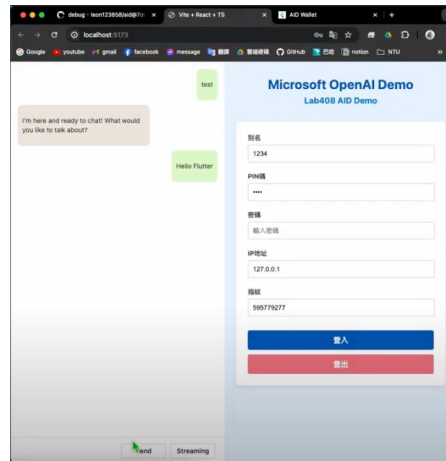 debug · leon123858/aid@7d
Vite + React + TS
AID Wallet
localhost:5173
Google
youtube
gmail
facebook
message
翻譯
GitHub
巴哈
notion
NTU
test
I'm here and ready to chat! What would
you like to talk about?
Hello Flutter
Send
Streaming
Microsoft OpenAI Demo
Lab408 AID Demo
別名
1234
PIN碼
••••
密碼
輸入密碼
IP地址
127.0.0.1
指紋
595779277
登入
登出